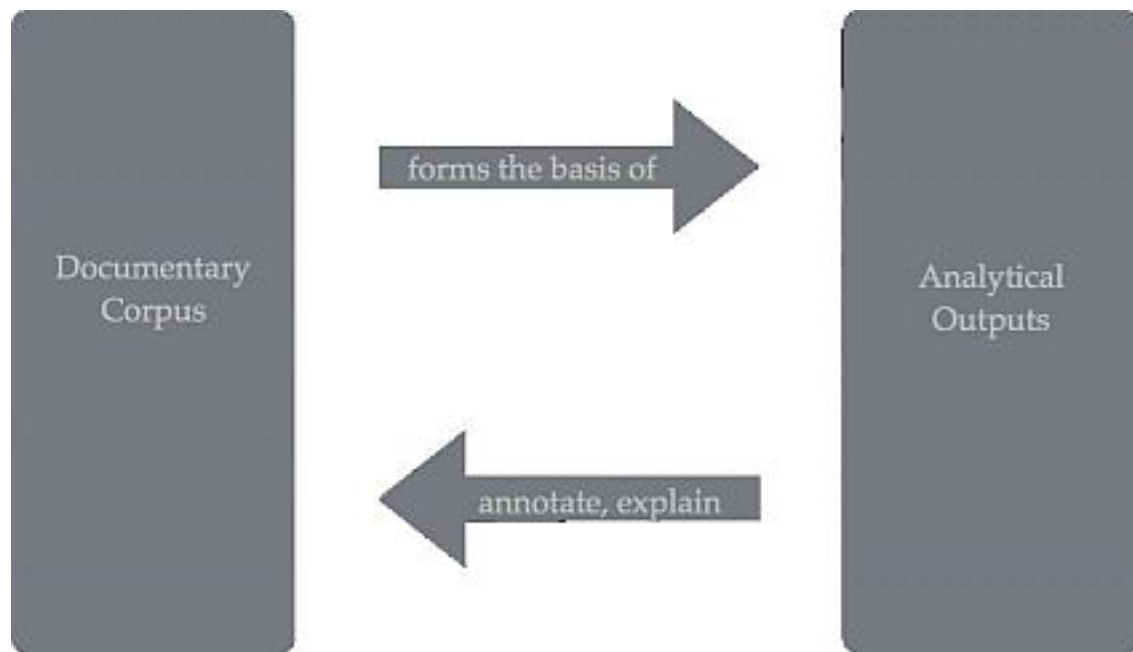 forms the basis of
Documentary
Corpus
Analytical
Outputs
annotate, explain